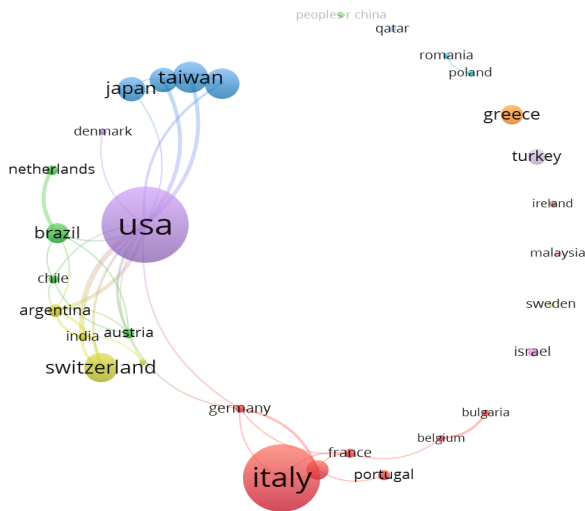 peoples r china
qatar
romania
poland
taiwan
japan
greece
denmark
turkey
netherlands
ireland
usa
brazil
malaysia
chile
sweden
argentina
austria
india
israel
switzerland
germany
bulgaria
belgium
france
italy
portugal